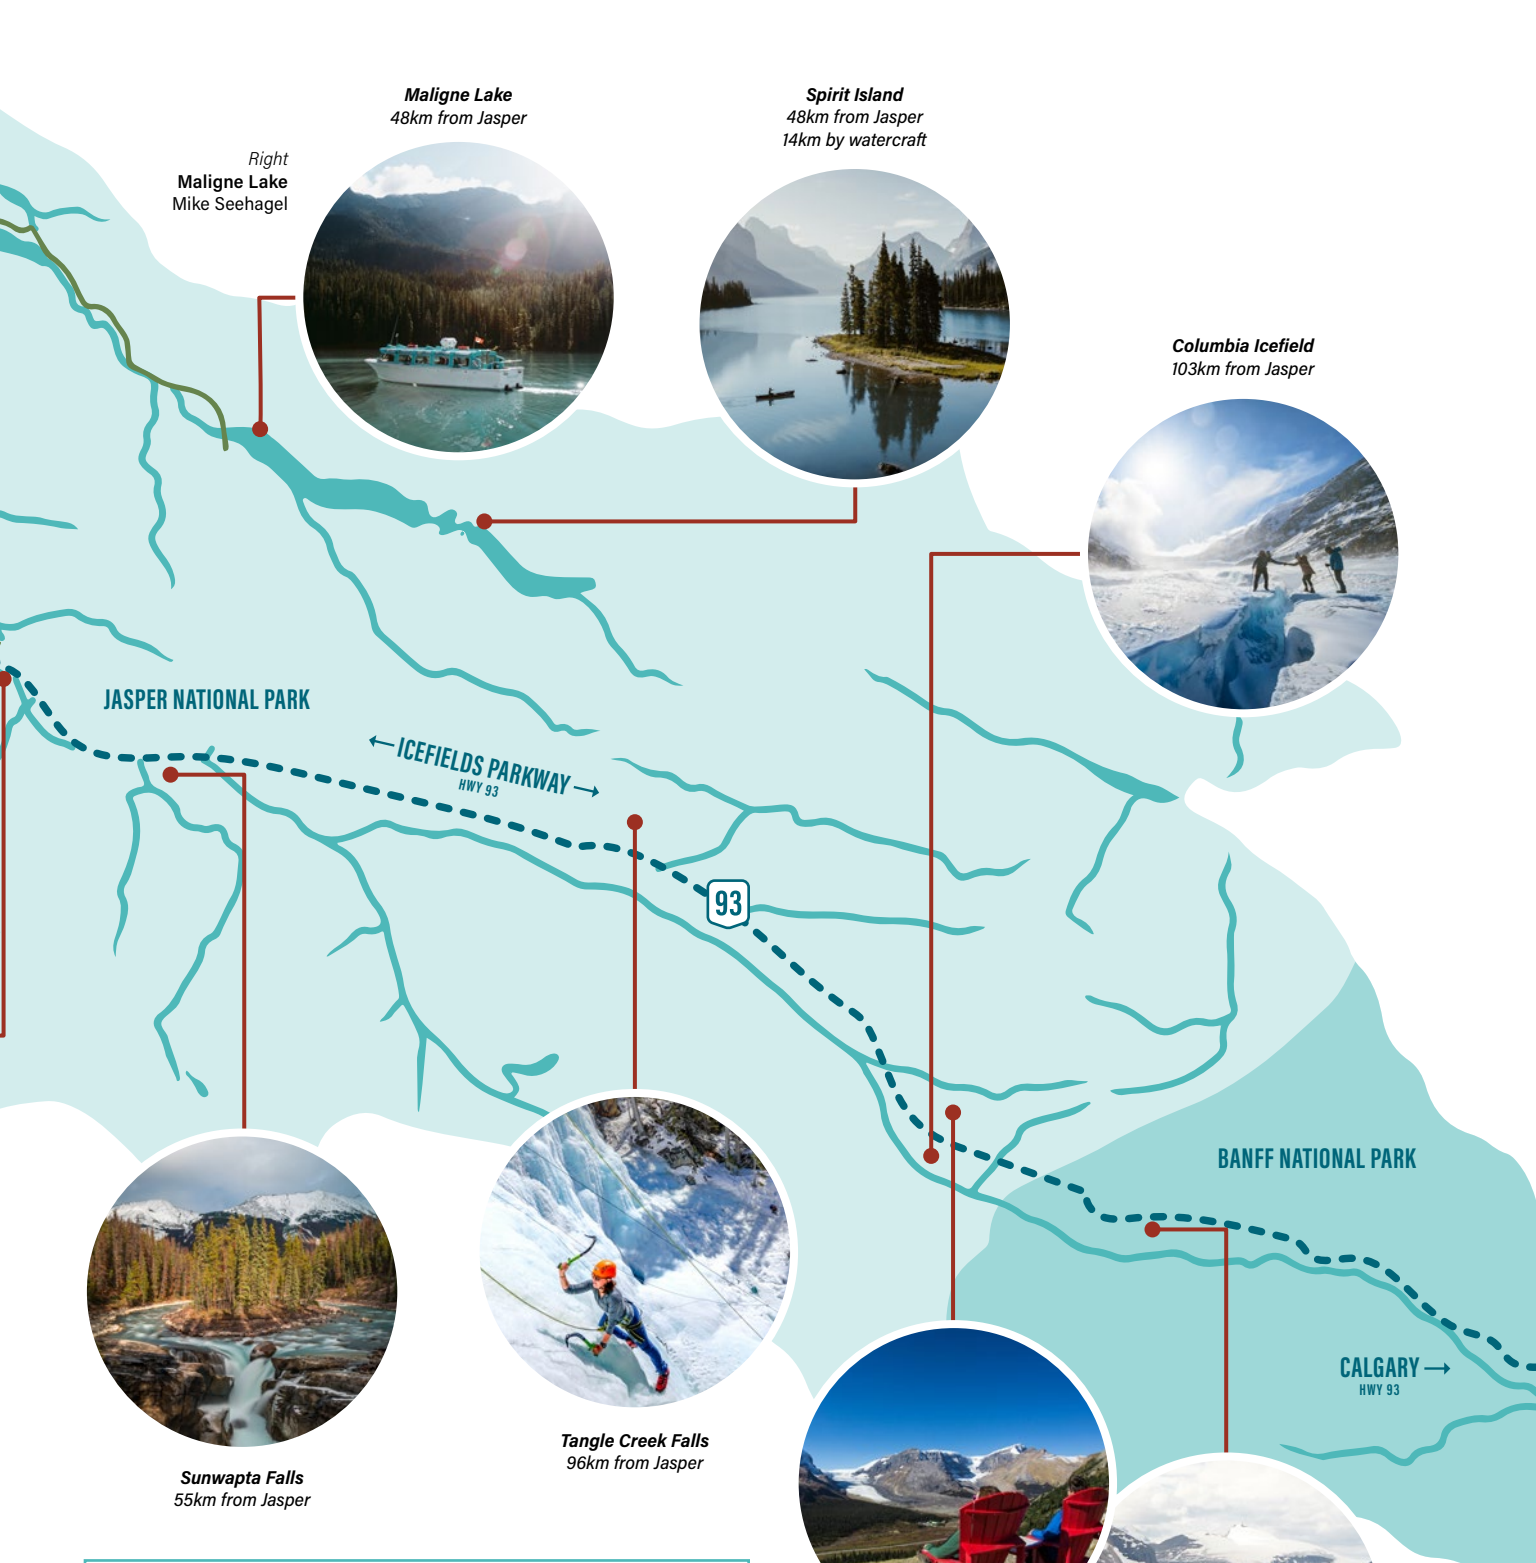 Maligne Lake
48km from Jasper
Spirit Island
48km from Jasper
14km by watercraft
Right
Maligne Lake
Mike Seehagel
Columbia Icefield
103km from Jasper
JASPER NATIONAL PARK
← ICEFIELDS PARKWAY →
HWY 93
93
BANFF NATIONAL PARK
CALGARY →
HWY 93
Tangle Creek Falls
96km from Jasper
Sunwapta Falls
55km from Jasper